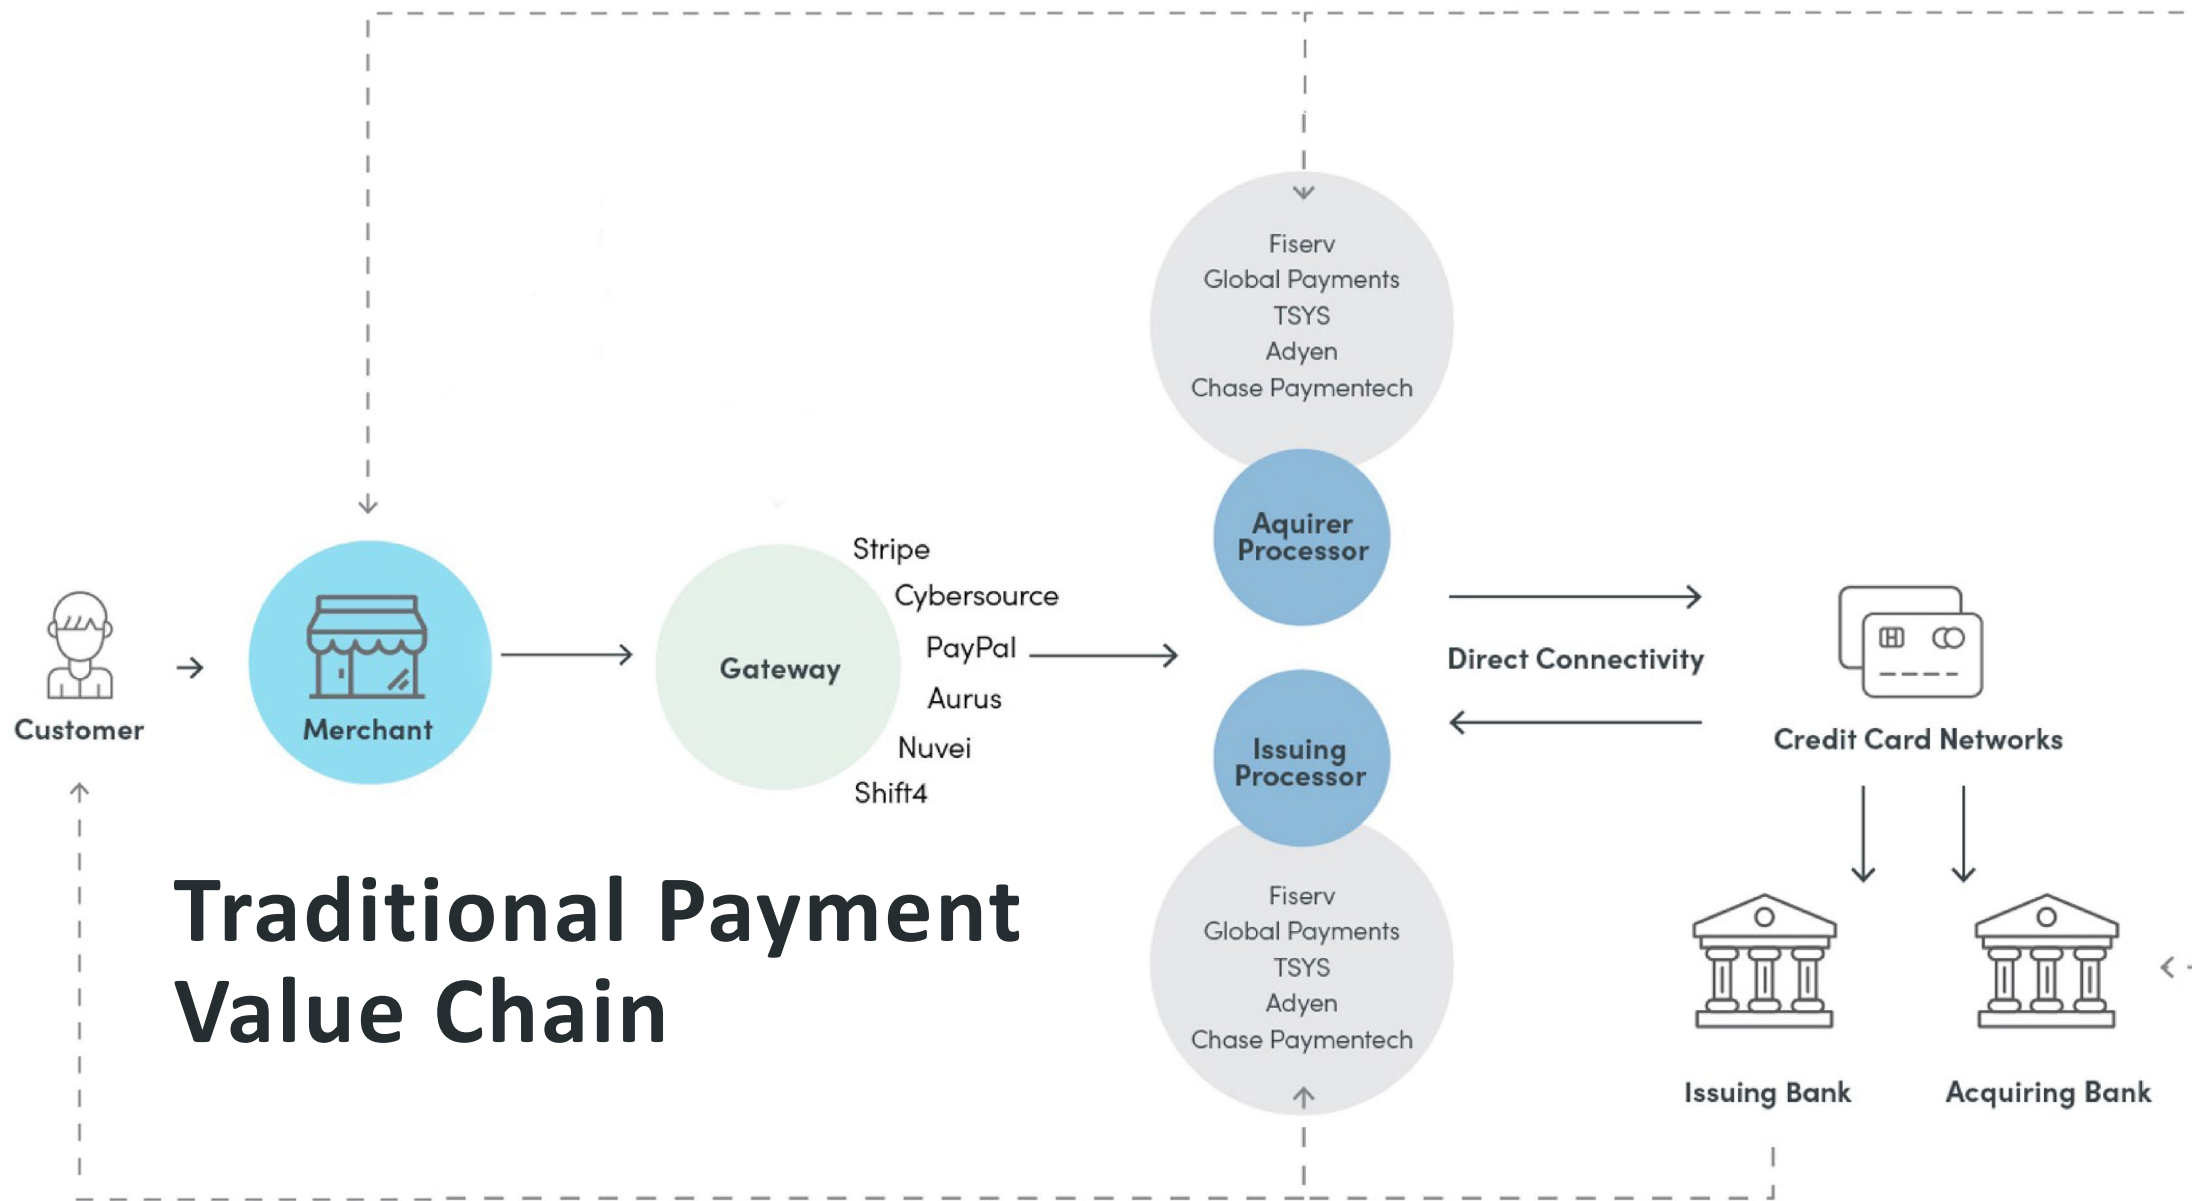 Fiserv
Global Payments
TSYS
Adyen
Chase Paymentech
Aquirer
Processor
Stripe
Cybersource
PayPal
Aurus
Nuvei
Shift4
Gateway
Customer
Merchant
Direct Connectivity
Credit Card Networks
Issuing
Processor
Fiserv
Global Payments
TSYS
Adyen
Chase Paymentech
Traditional Payment
Value Chain
Issuing Bank
Acquiring Bank